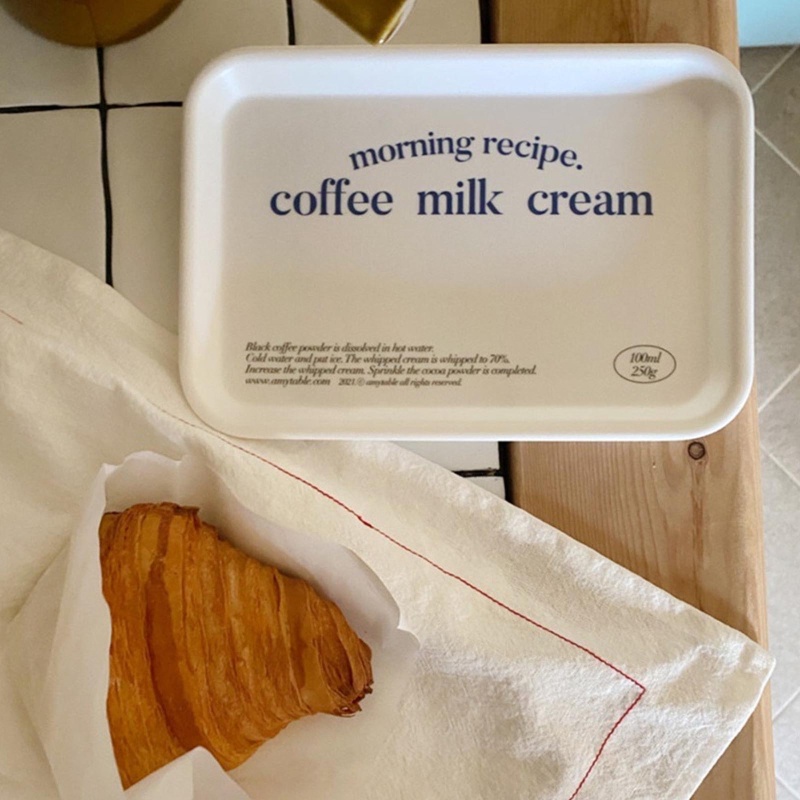 morning recipe.
coffee milk cream
Black coffee powder is dissolved in hot water.
Cold water and put ice. The whipped cream is whipped to 70%.
Increase the whipped cream. Sprinkle the cocoa powder is completed.
www.amytable.com 2021 ⓒ amytable all rights reserved.
100ml
250g